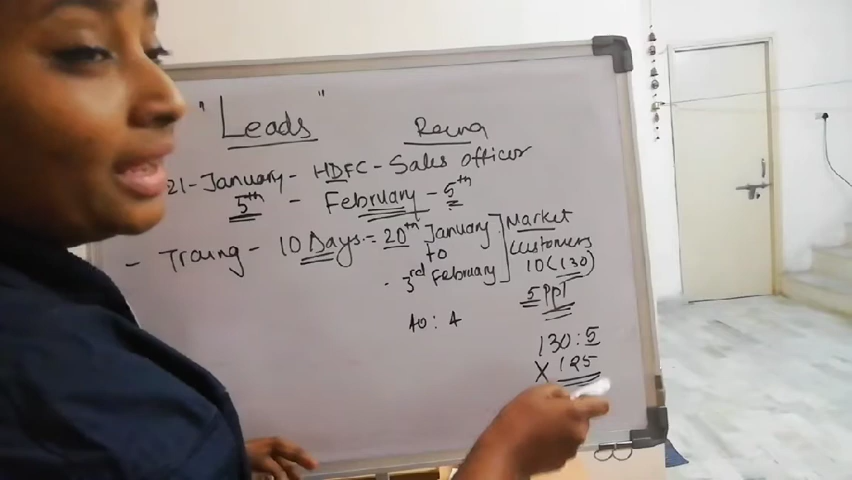 "Leads"
Reena
21-January- HDFC-Sales officer
5th - February - 5th
- Traing - 10 Days = 20th January
to
3rd February
Market
Customers
10(130)
5 PPl
40: 4
130:5
X 125